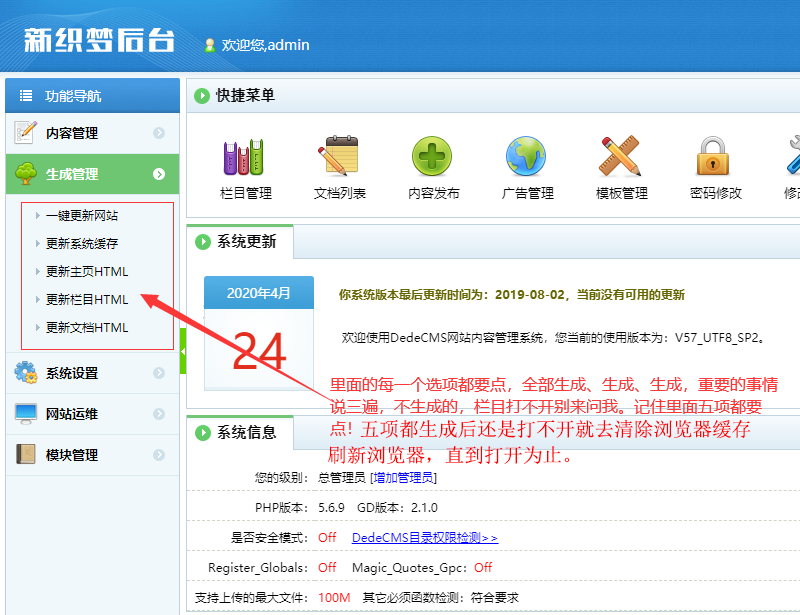 新织梦后台
欢迎您,admin
功能导航
内容管理
生成管理
一键更新网站
更新系统缓存
更新主页HTML
更新栏目HTML
更新文档HTML
系统设置
网站运维
模块管理
快捷菜单
栏目管理
文档列表
内容发布
广告管理
模板管理
密码修改
修改
系统更新
2020年4月
24
你系统版本最后更新时间为：2019-08-02，当前没有可用的更新
欢迎使用DedeCMS网站内容管理系统，您当前的使用版本为：V57_UTF8_SP2。
里面的每一个选项都要点，全部生成、生成、生成，重要的事情
说三遍，不生成的，栏目打不开别来问我。记住里面五项都要
点！五项都生成后还是打不开就去清除浏览器缓存
刷新浏览器，直到打开为止。
系统信息
您的级别： 总管理员 [增加管理员]
PHP版本： 5.6.9 GD版本：2.1.0
是否安全模式： Off DedeCMS目录权限检测>>
Register_Globals： Off Magic_Quotes_Gpc：Off
支持上传的最大文件： 100M 其它必须函数检测：符合要求